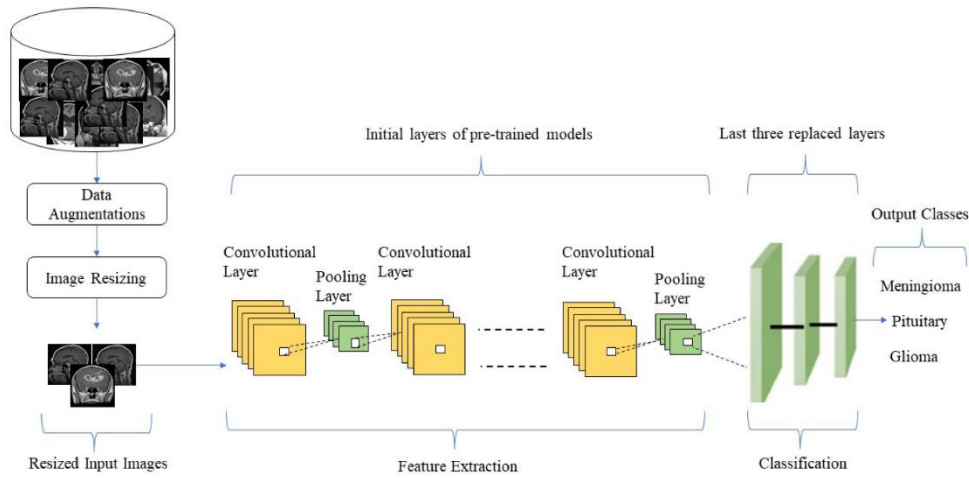 Initial layers of pre-trained models
Last three replaced layers
Data
Augmentations
Image Resizing
Resized Input Images
Convolutional
Layer
Pooling
Layer
Convolutional
Layer
Convolutional
Layer
Pooling
Layer
Feature Extraction
Classification
Output Classes
Meningioma
Pituitary
Glioma